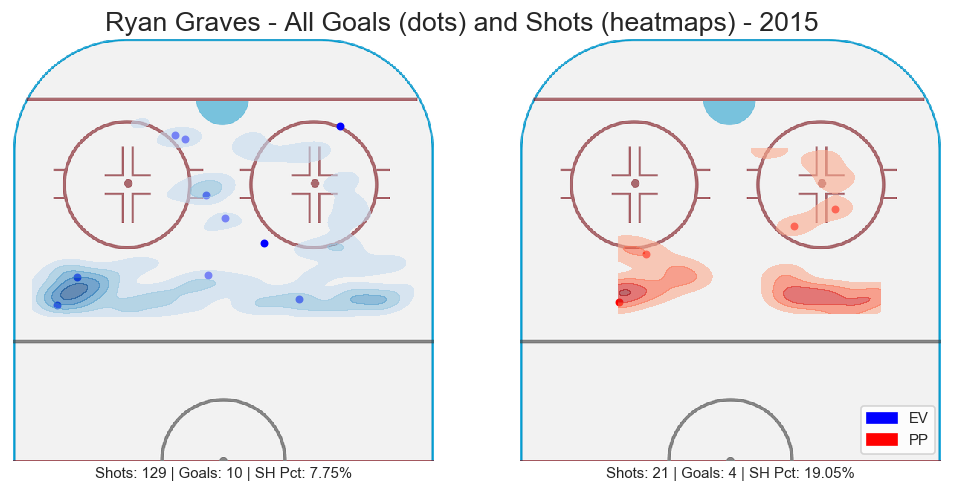 Ryan Graves - All Goals (dots) and Shots (heatmaps) - 2015
EV
PP
Shots: 129 | Goals: 10 | SH Pct: 7.75%
Shots: 21 | Goals: 4 | SH Pct: 19.05%